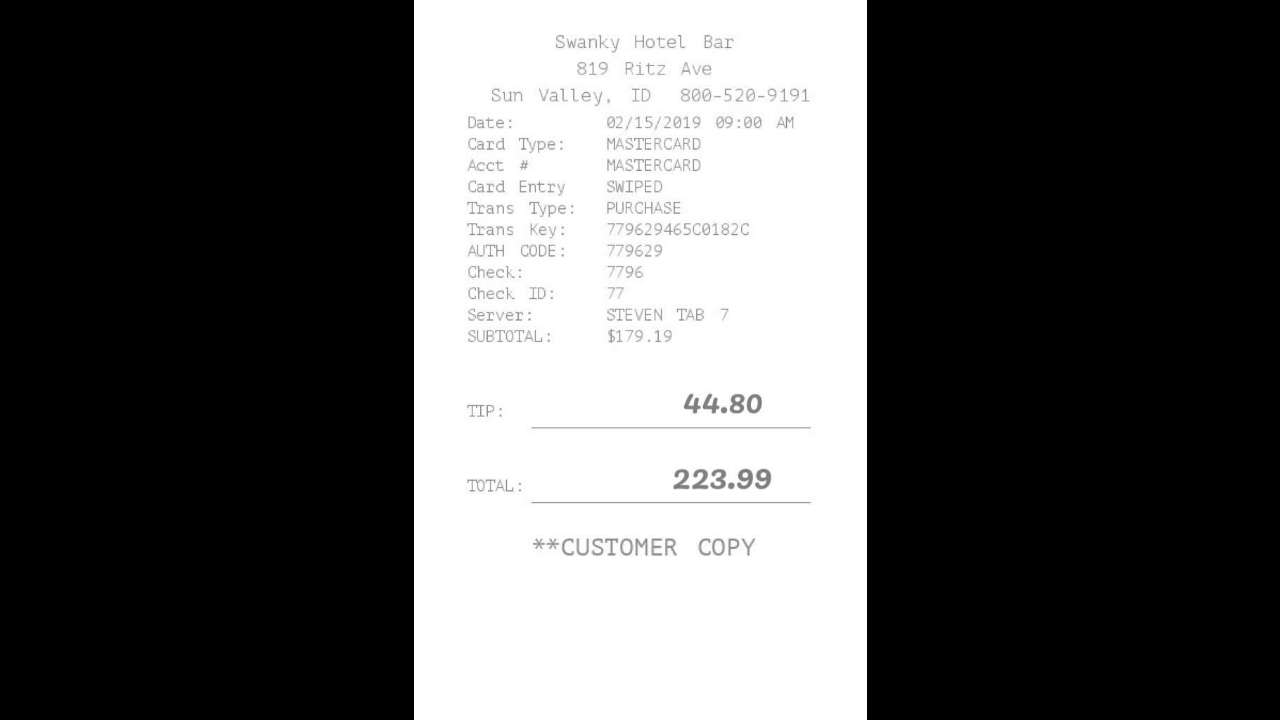 Swanky Hotel Bar
819 Ritz Ave
Sun Valley, ID 800-520-9191
Date: 02/15/2019 09:00 AM
Card Type: MASTERCARD
Acct # MASTERCARD
Card Entry SWIPED
Trans Type: PURCHASE
Trans Key: 779629465C0182C
AUTH CODE: 779629
Check: 7796
Check ID: 77
Server: STEVEN TAB 7
SUBTOTAL: $179.19
TIP: 44.80
TOTAL: 223.99
**CUSTOMER COPY